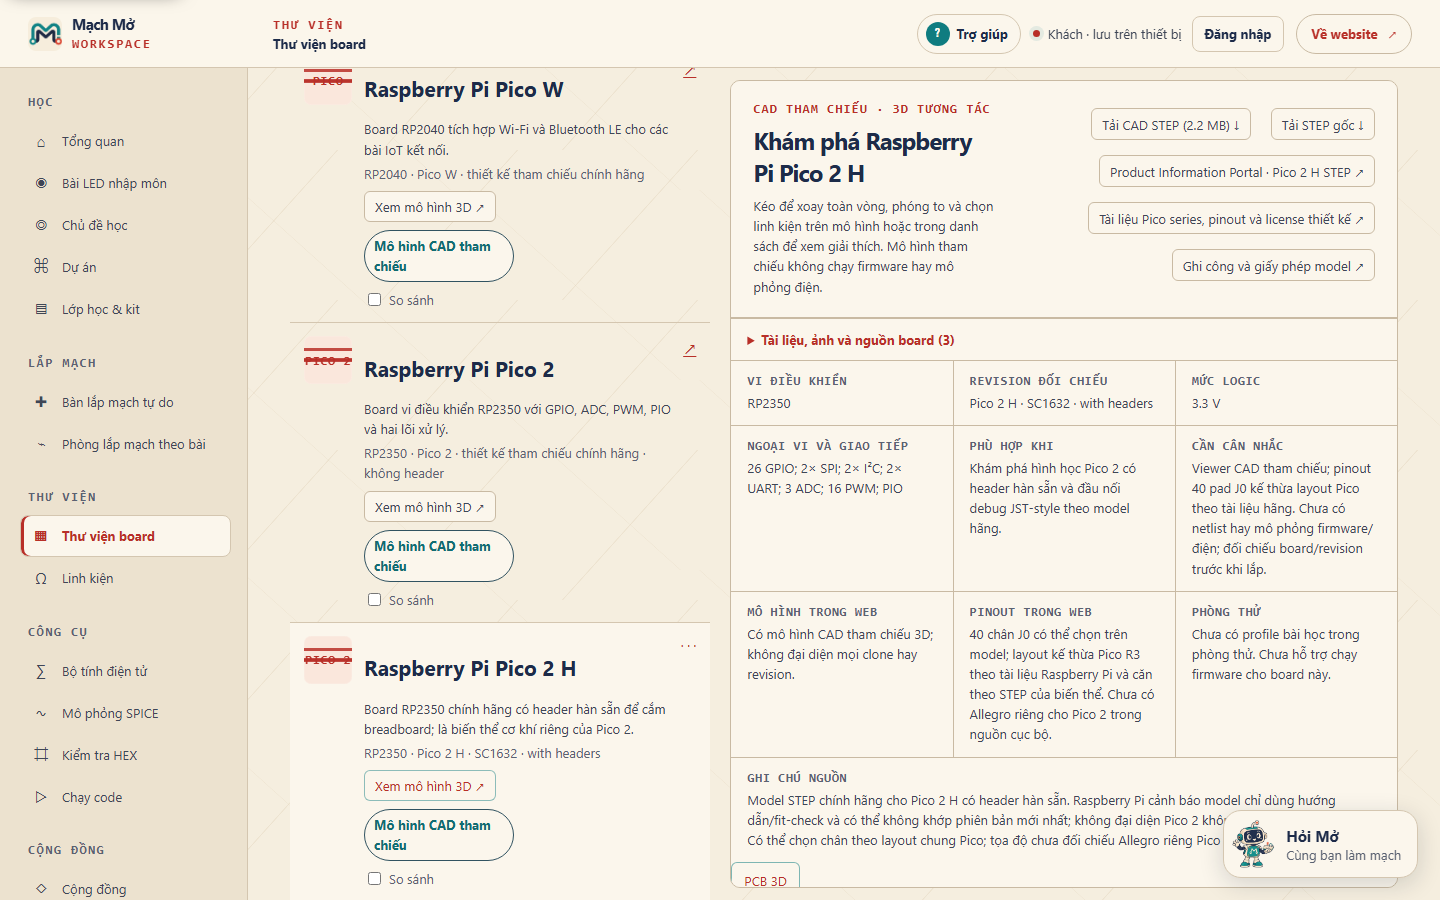 Mạch Mở
WORKSPACE
THƯ VIỆN
Thư viện board
? Trợ giúp
Khách · lưu trên thiết bị
Đăng nhập
Về website ↗
HỌC
Tổng quan
Bài LED nhập môn
Chủ đề học
Dự án
Lớp học & kit
LẮP MẠCH
Bàn lắp mạch tự do
Phòng lắp mạch theo bài
THƯ VIỆN
Thư viện board
Linh kiện
CÔNG CỤ
Bộ tính điện tử
Mô phỏng SPICE
Kiểm tra HEX
Chạy code
CỘNG ĐỒNG
Cộng đồng
PICO
Raspberry Pi Pico W
↗
Board RP2040 tích hợp Wi-Fi và Bluetooth LE cho các
bài IoT kết nối.
RP2040 · Pico W · thiết kế tham chiếu chính hãng
Xem mô hình 3D ↗
Mô hình CAD tham
chiếu
So sánh
PICO 2
Raspberry Pi Pico 2
↗
Board vi điều khiển RP2350 với GPIO, ADC, PWM, PIO
và hai lõi xử lý.
RP2350 · Pico 2 · thiết kế tham chiếu chính hãng ·
không header
Xem mô hình 3D ↗
Mô hình CAD tham
chiếu
So sánh
PICO 2
Raspberry Pi Pico 2 H
...
Board RP2350 chính hãng có header hàn sẵn để cắm
breadboard; là biến thể cơ khí riêng của Pico 2.
RP2350 · Pico 2 H · SC1632 · with headers
Xem mô hình 3D ↗
Mô hình CAD tham
chiếu
So sánh
CAD THAM CHIẾU · 3D TƯƠNG TÁC
Khám phá Raspberry
Pi Pico 2 H
Kéo để xoay toàn vòng, phóng to và chọn
linh kiện trên mô hình hoặc trong danh
sách để xem giải thích. Mô hình tham
chiếu không chạy firmware hay mô
phỏng điện.
Tải CAD STEP (2.2 MB) ↓
Tải STEP gốc ↓
Product Information Portal · Pico 2 H STEP ↗
Tài liệu Pico series, pinout và license thiết kế ↗
Ghi công và giấy phép model ↗
▶ Tài liệu, ảnh và nguồn board (3)
VI ĐIỀU KHIỂN
RP2350
REVISION ĐỐI CHIẾU
Pico 2 H · SC1632 · with headers
MỨC LOGIC
3.3 V
NGOẠI VI VÀ GIAO TIẾP
26 GPIO; 2× SPI; 2× I²C; 2×
UART; 3 ADC; 16 PWM; PIO
PHÙ HỢP KHI
Khám phá hình học Pico 2 có
header hàn sẵn và đầu nối
debug JST-style theo model
hãng.
CẦN CÂN NHẮC
Viewer CAD tham chiếu; pinout
40 pad J0 kế thừa layout Pico
theo tài liệu hãng. Chưa có
netlist hay mô phỏng firmware/
điện; đối chiếu board/revision
trước khi lắp.
MÔ HÌNH TRONG WEB
Có mô hình CAD tham chiếu 3D;
không đại diện mọi clone hay
revision.
PINOUT TRONG WEB
40 chân J0 có thể chọn trên
model; layout kế thừa Pico R3
theo tài liệu Raspberry Pi và căn
theo STEP của biến thể. Chưa có
Allegro riêng cho Pico 2 trong
nguồn cục bộ.
PHÒNG THỬ
Chưa có profile bài học trong
phòng thử. Chưa hỗ trợ chạy
firmware cho board này.
GHI CHÚ NGUỒN
Model STEP chính hãng cho Pico 2 H có header hàn sẵn. Raspberry Pi cảnh báo model chỉ dùng hướng
dẫn/fit-check và có thể không khớp phiên bản mới nhất; không đại diện Pico 2
Có thể chọn chân theo layout chung Pico; tọa độ chưa đối chiếu Allegro riêng Pico
PCB 3D
Hỏi Mở
Cùng bạn làm mạch